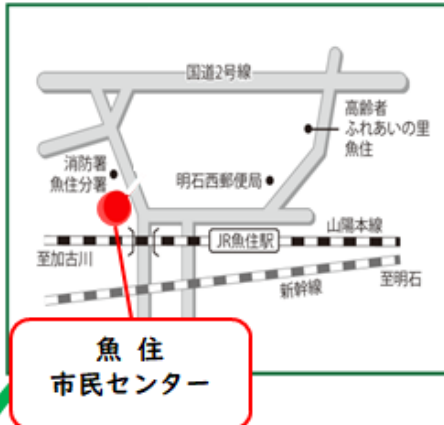 国道2号線
高齢者
ふれあいの里
魚住
消防署
魚住分署
明石西郵便局
山陽本線
JR魚住駅
至加古川
至明石
新幹線
魚住
市民センター